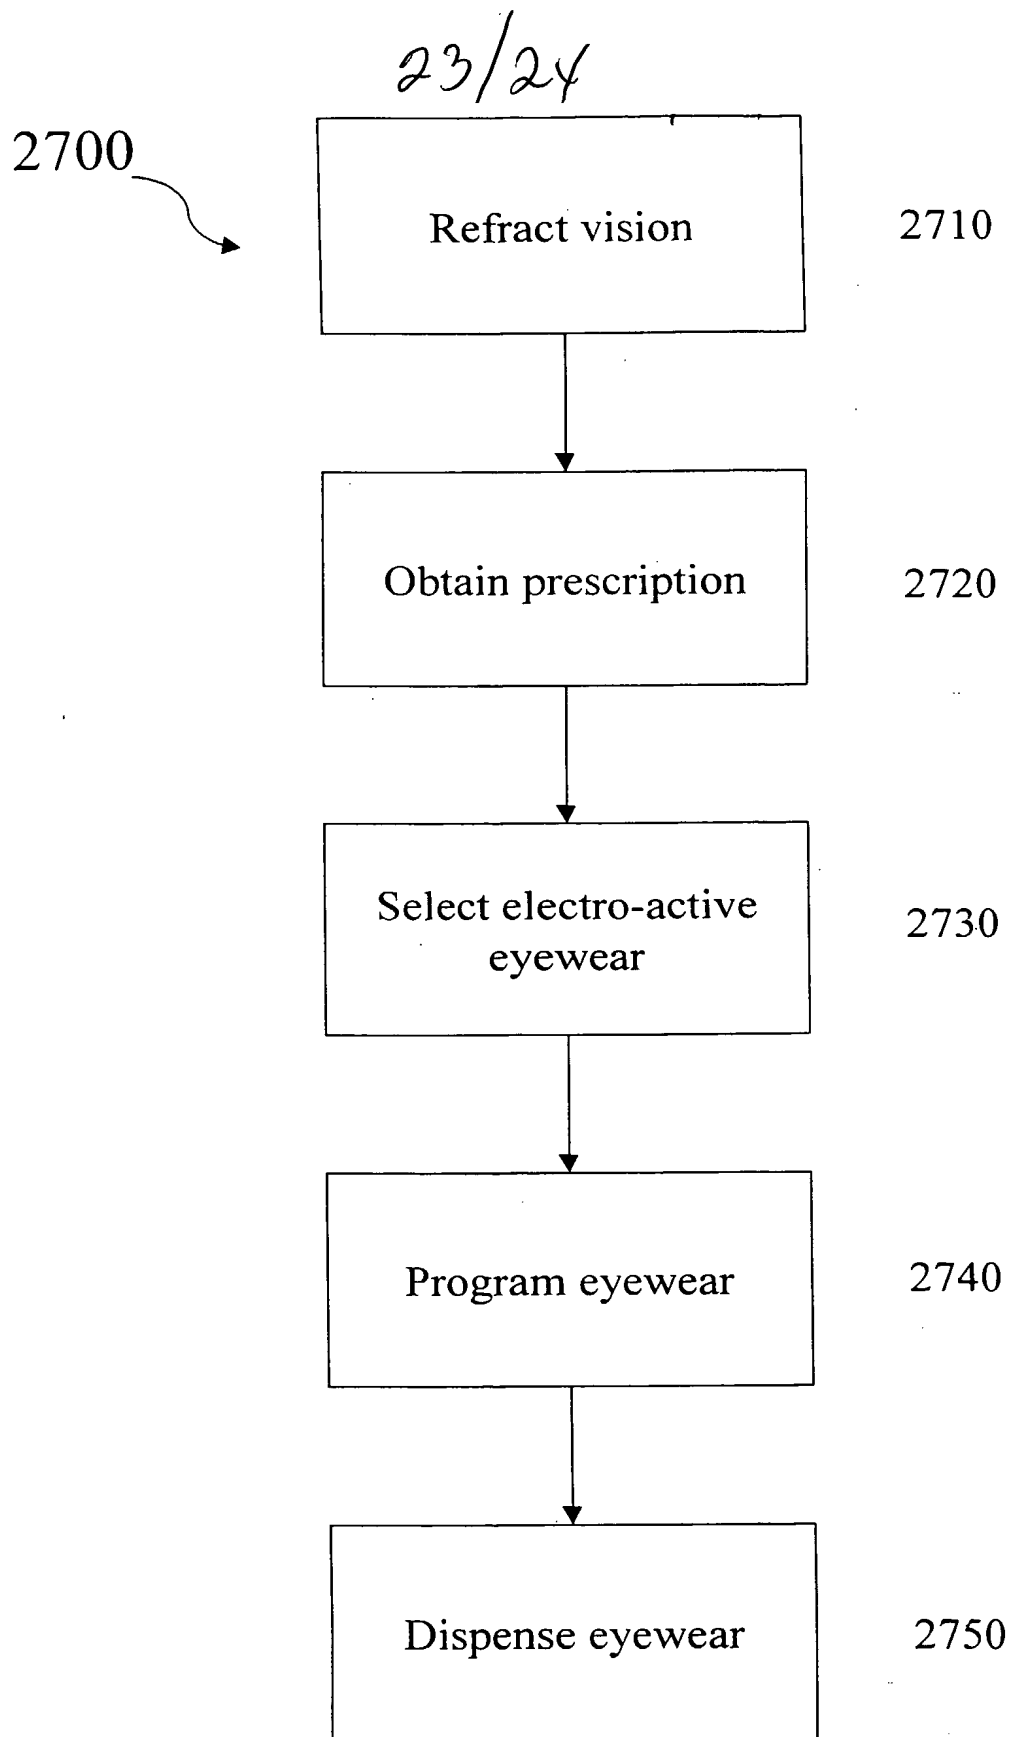 23/24
2700
Refract vision
2710
Obtain prescription
2720
Select electro-active
eyewear
2730
Program eyewear
2740
Dispense eyewear
2750